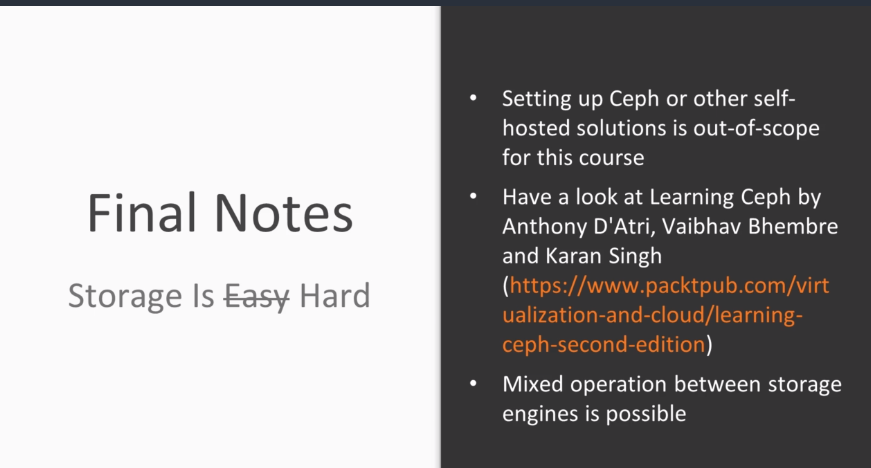 Final Notes
Storage Is Easy Hard
• Setting up Ceph or other self-
hosted solutions is out-of-scope
for this course
• Have a look at Learning Ceph by
Anthony D'Atri, Vaibhav Bhembre
and Karan Singh
(https://www.packtpub.com/virt
ualization-and-cloud/learning-
ceph-second-edition)
• Mixed operation between storage
engines is possible